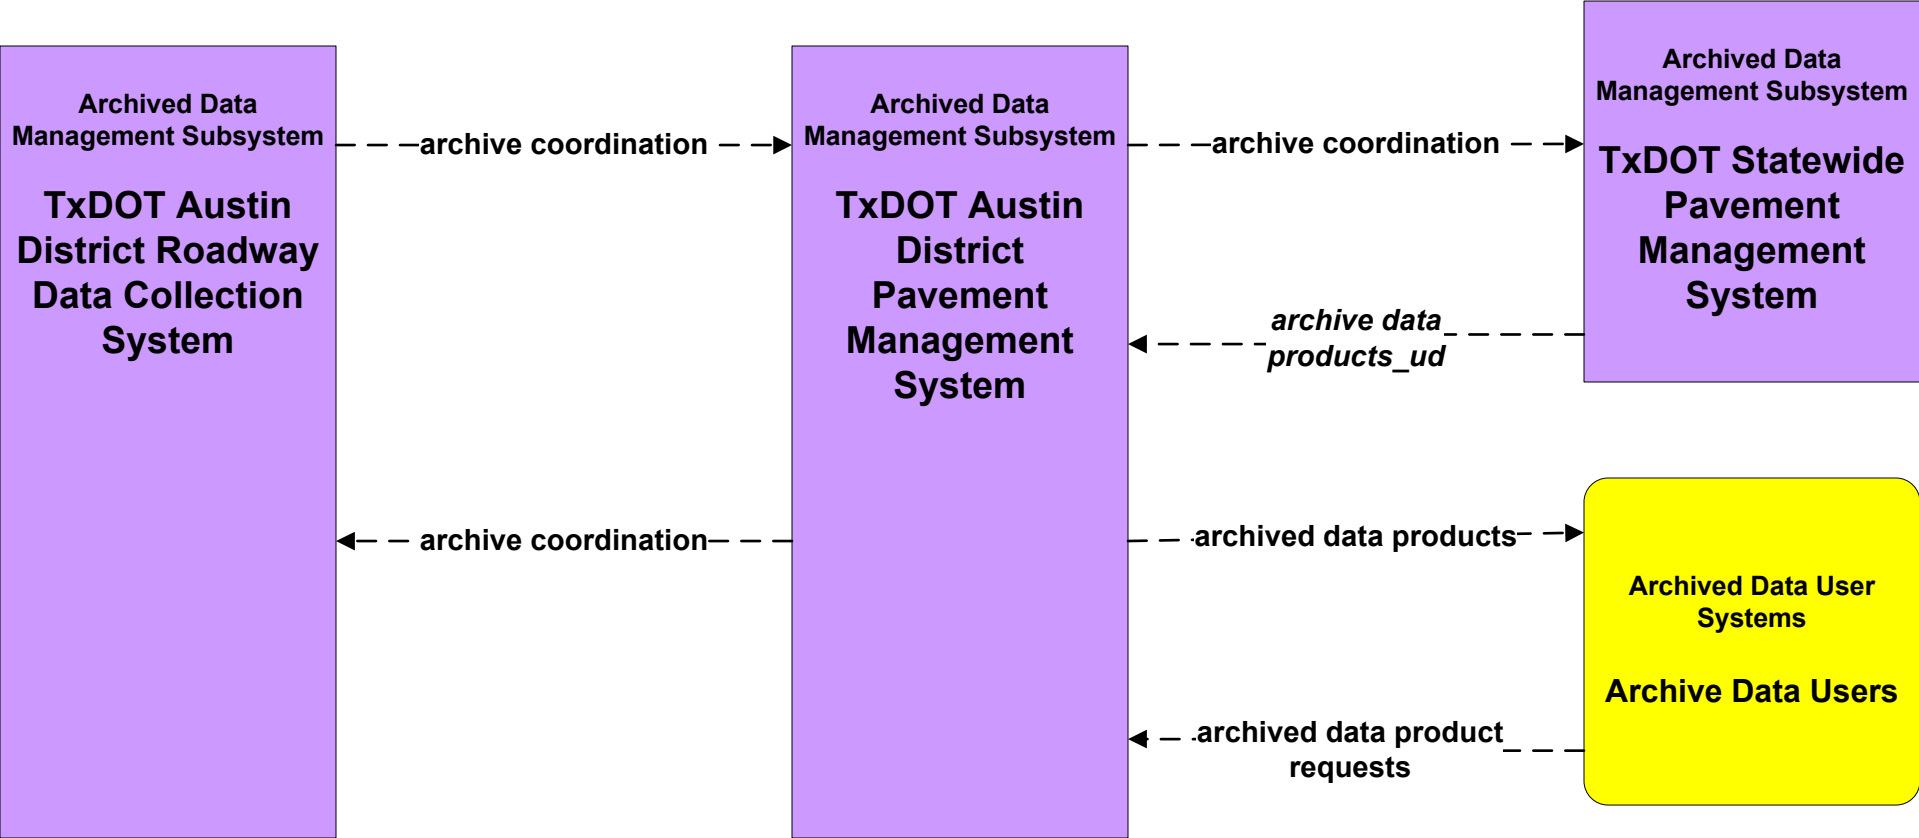 Archived Data
Management Subsystem
TxDOT Austin
District Roadway
Data Collection
System
archive coordination
archive coordination
Archived Data
Management Subsystem
TxDOT Austin
District
Pavement
Management
System
archive coordination
archive data
products_ud
archived data products
archived data product
requests
Archived Data
Management Subsystem
TxDOT Statewide
Pavement
Management
System
Archived Data User
Systems
Archive Data Users